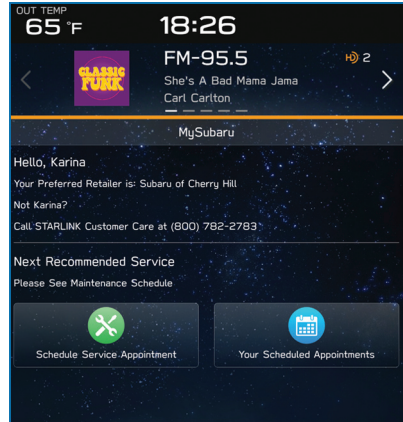 OUT TEMP
65 °F
18:26
CLASSIC
FUNK
FM-95.5
HD 2
She's A Bad Mama Jama
Carl Carlton
MySubaru
Hello, Karina
Your Preferred Retailer is: Subaru of Cherry Hill
Not Karina?
Call STARLINK Customer Care at (800) 782-2783
Next Recommended Service
Please See Maintenance Schedule
Schedule Service Appointment
Your Scheduled Appointments